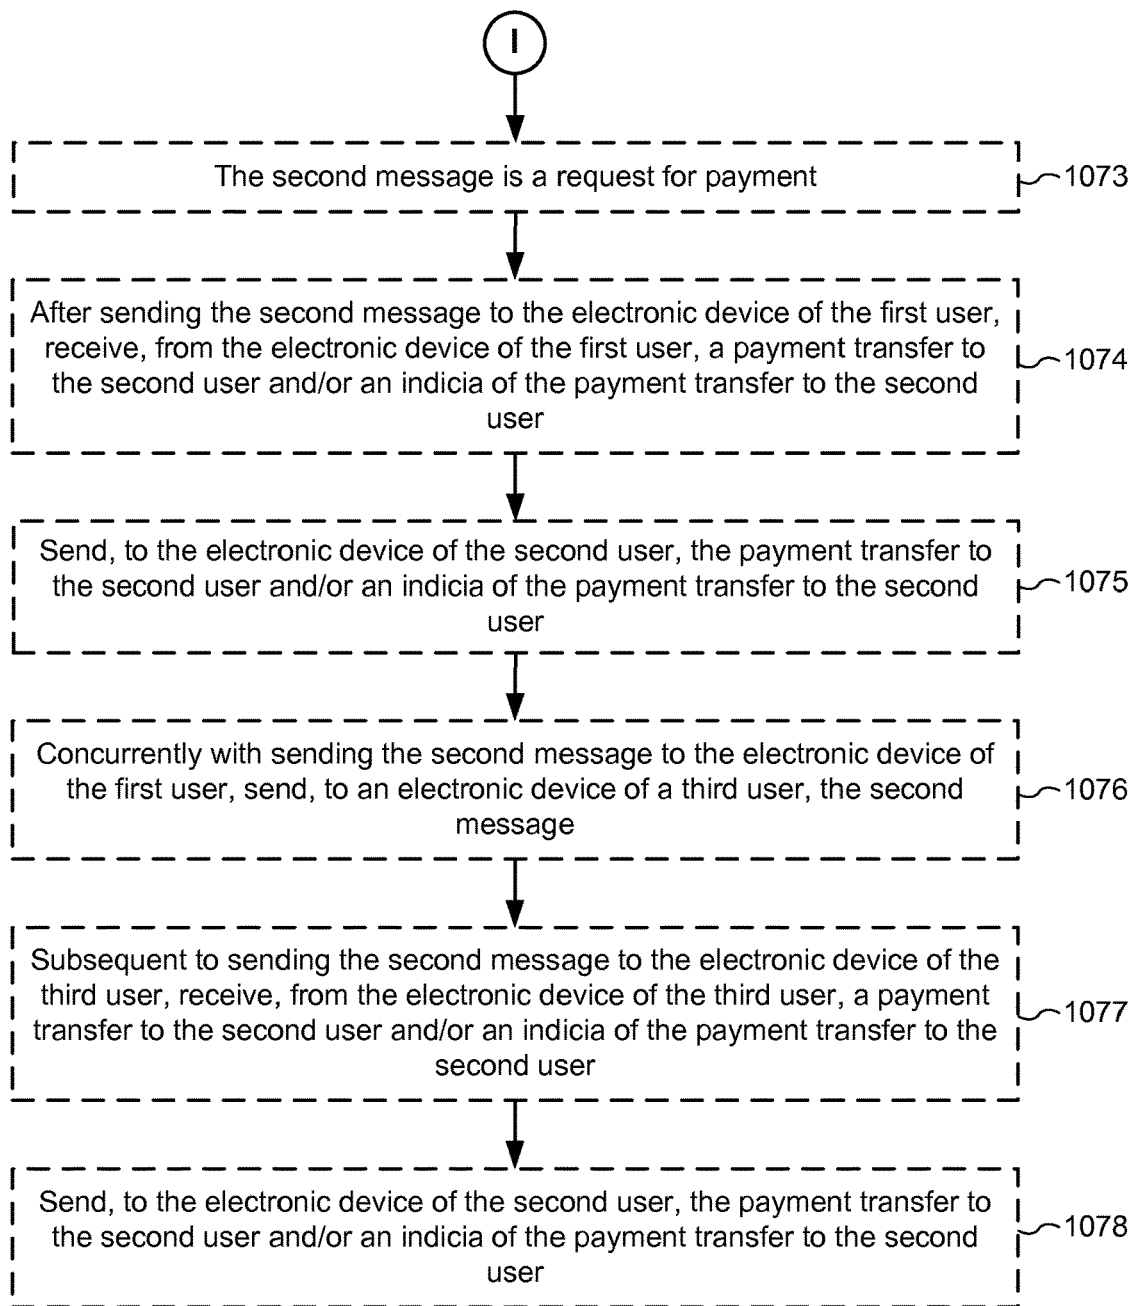 I
The second message is a request for payment
1073
After sending the second message to the electronic device of the first user,
receive, from the electronic device of the first user, a payment transfer to
the second user and/or an indicia of the payment transfer to the second
user
1074
Send, to the electronic device of the second user, the payment transfer to
the second user and/or an indicia of the payment transfer to the second
user
1075
Concurrently with sending the second message to the electronic device of
the first user, send, to an electronic device of a third user, the second
message
1076
Subsequent to sending the second message to the electronic device of the
third user, receive, from the electronic device of the third user, a payment
transfer to the second user and/or an indicia of the payment transfer to the
second user
1077
Send, to the electronic device of the second user, the payment transfer to
the second user and/or an indicia of the payment transfer to the second
user
1078